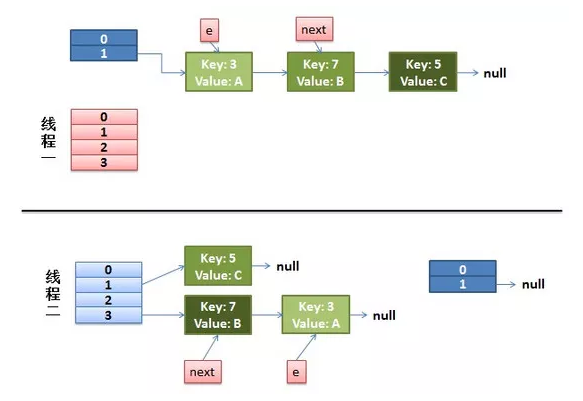 e
next
0
1
Key: 3
Value: A
Key: 7
Value: B
Key: 5
Value: C
null
线程一
0
1
2
3
线程二
0
1
2
3
Key: 5
Value: C
null
Key: 7
Value: B
Key: 3
Value: A
null
0
1
null
next
e